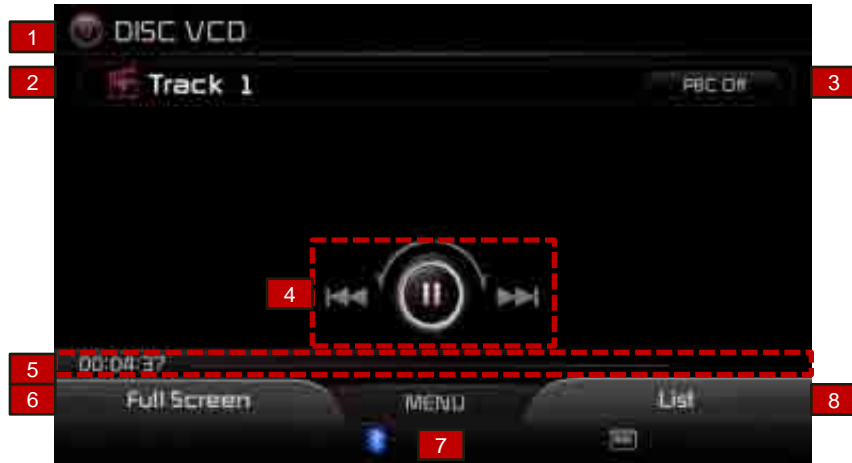 1 DISC VCD
2 Track 1 PBC Off 3
4
5 00:04:37
6 Full Screen MENU List 8
7